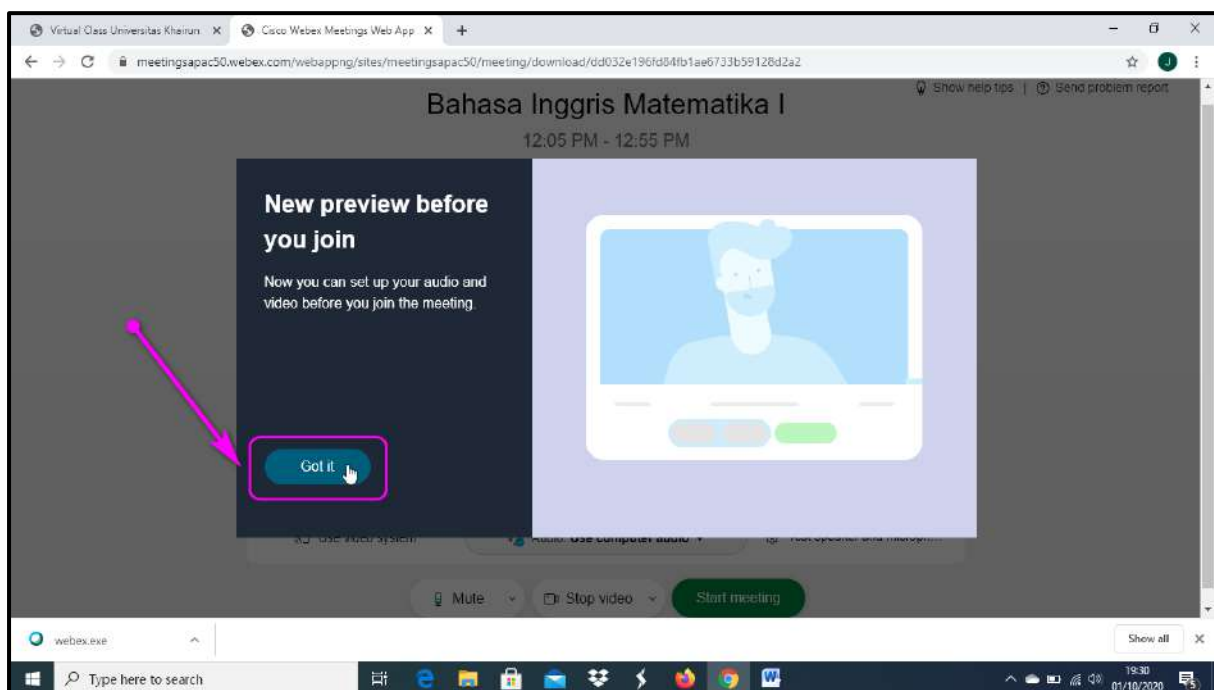 Virtual Class Universitas Khairun
Cisco Webex Meetings Web App
meetingsapac50.webex.com/webappng/sites/meetingsapac50/meeting/download/dd032e196fd84fb1ae6733b59128d2a2
Show help tips | Send problem report
Bahasa Inggris Matematika I
12:05 PM - 12:55 PM
New preview before
you join
Now you can set up your audio and
video before you join the meeting.
Got it
Use video system
Audio: Use computer audio
Test speaker and microph...
Mute
Stop video
Start meeting
webex.exe
Show all
Type here to search
19:30
01/10/2020